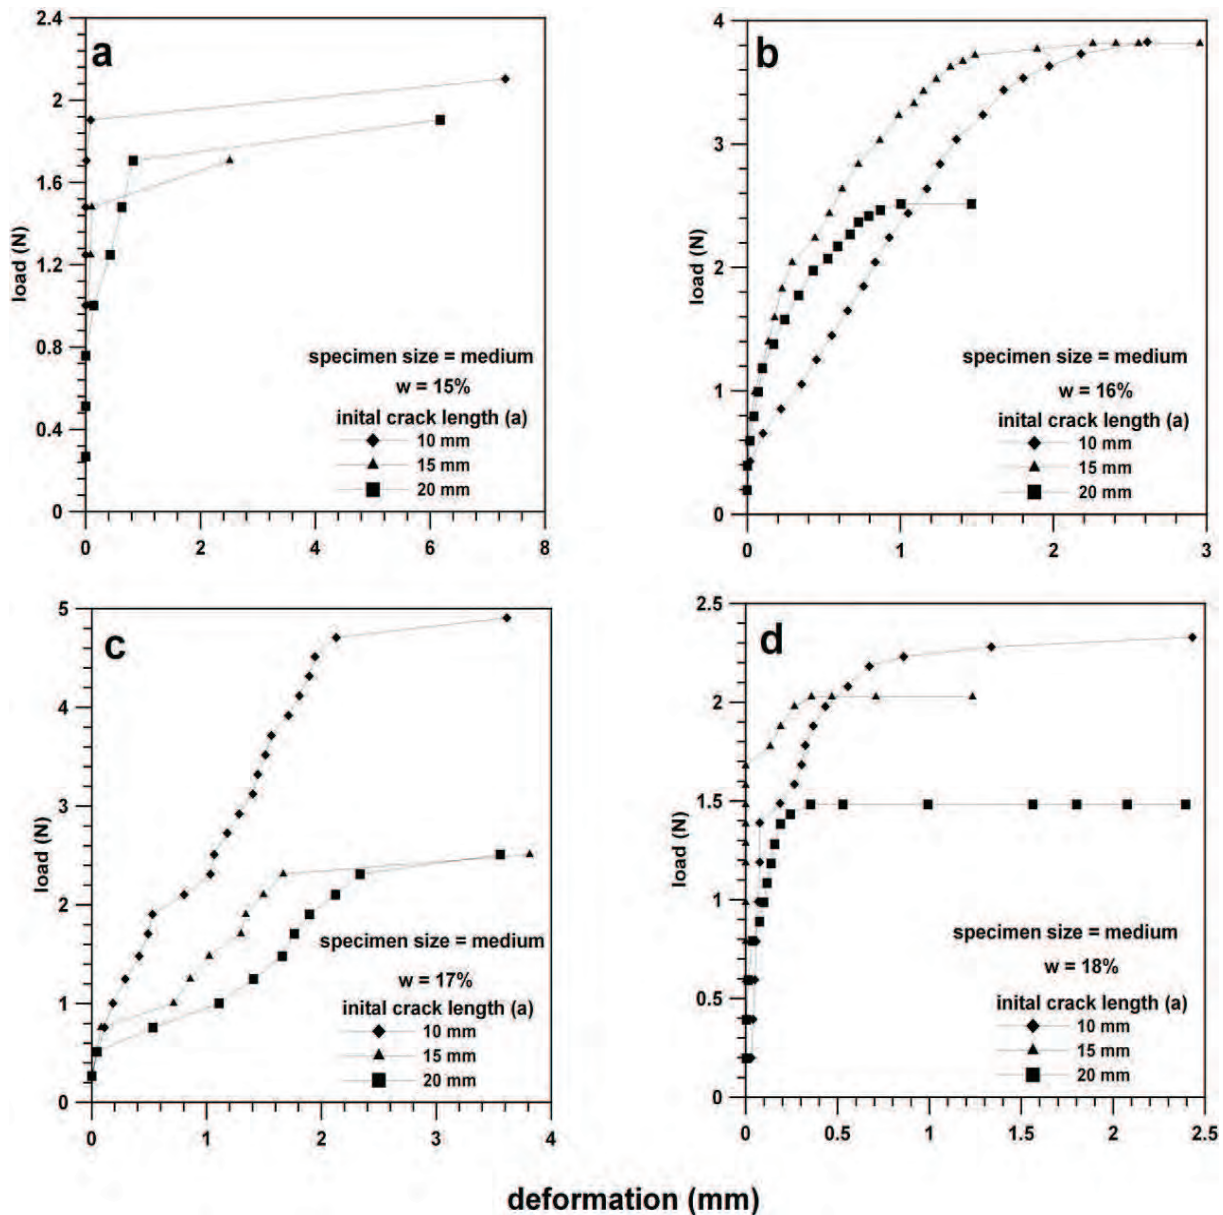 a
2.4
2
1.6
1.2
0.8
0.4
0
load (N)
specimen size = medium
w = 15%
inital crack length (a)
10 mm
15 mm
20 mm
0 2 4 6 8
b
4
3
2
1
0
load (N)
specimen size = medium
w = 16%
inital crack length (a)
10 mm
15 mm
20 mm
0 1 2 3
c
5
4
3
2
1
0
load (N)
specimen size = medium
w = 17%
inital crack length (a)
10 mm
15 mm
20 mm
0 1 2 3 4
d
2.5
2
1.5
1
0.5
0
load (N)
specimen size = medium
w = 18%
inital crack length (a)
10 mm
15 mm
20 mm
0 0.5 1 1.5 2 2.5
deformation (mm)